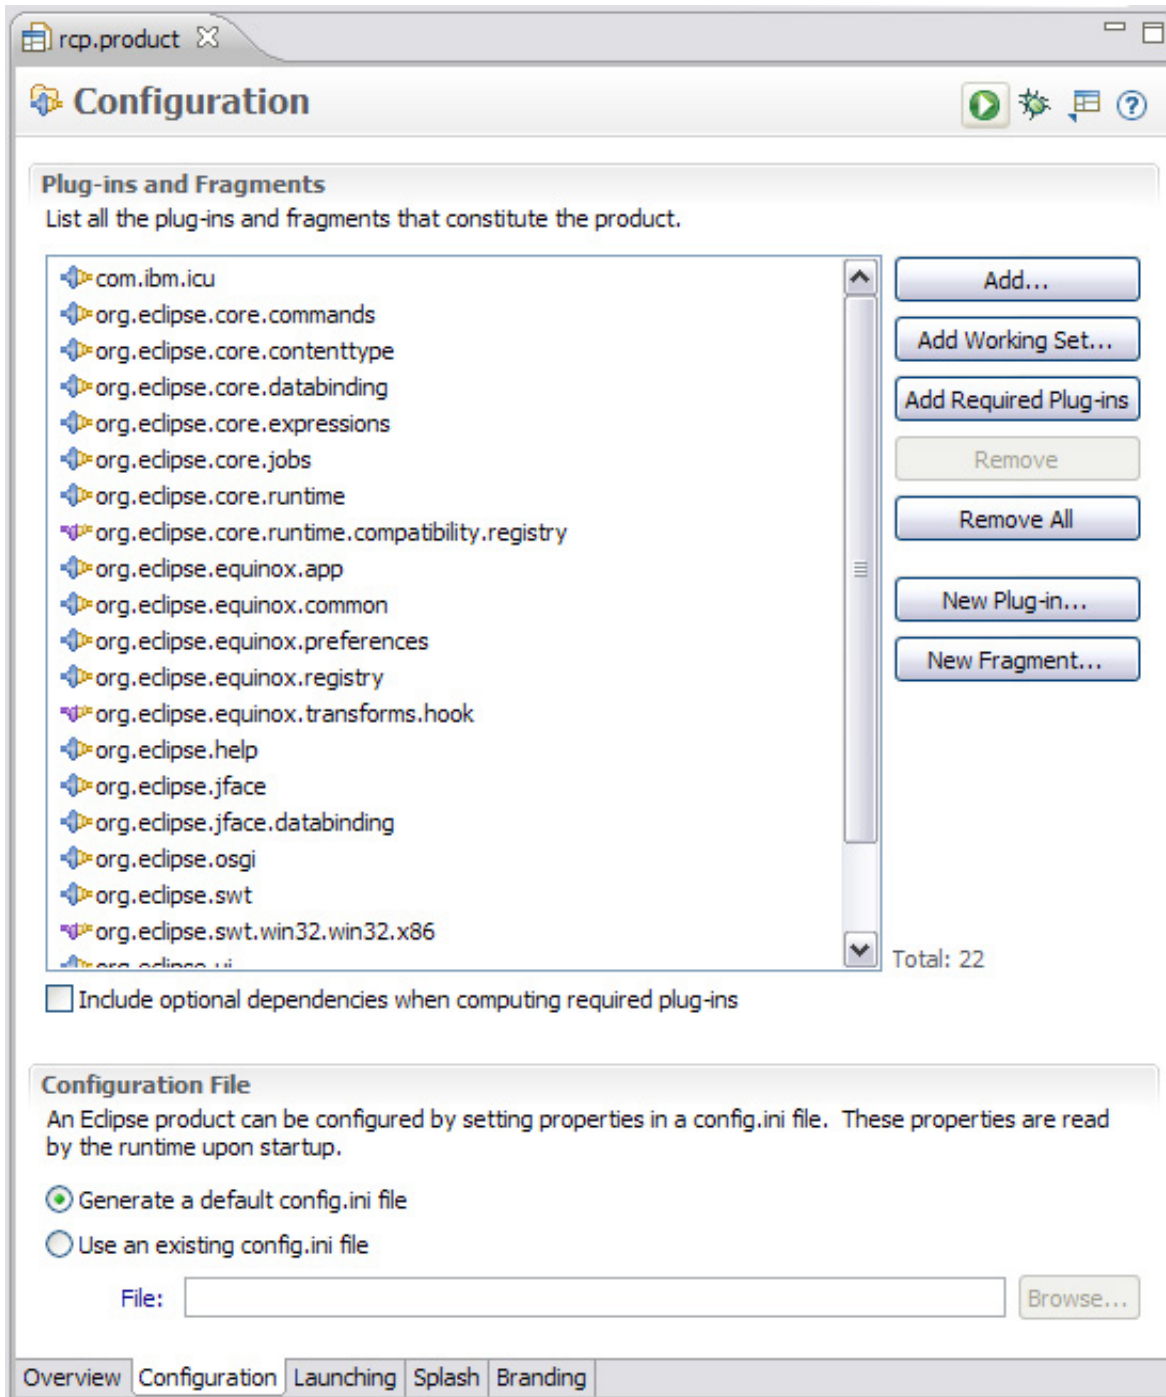 rcp.product
Configuration
Plug-ins and Fragments
List all the plug-ins and fragments that constitute the product.
com.ibm.icu
org.eclipse.core.commands
org.eclipse.core.contenttype
org.eclipse.core.databinding
org.eclipse.core.expressions
org.eclipse.core.jobs
org.eclipse.core.runtime
org.eclipse.core.runtime.compatibility.registry
org.eclipse.equinox.app
org.eclipse.equinox.common
org.eclipse.equinox.preferences
org.eclipse.equinox.registry
org.eclipse.equinox.transforms.hook
org.eclipse.help
org.eclipse.jface
org.eclipse.jface.databinding
org.eclipse.osgi
org.eclipse.swt
org.eclipse.swt.win32.win32.x86
org.eclipse.ui
Add...
Add Working Set...
Add Required Plug-ins
Remove
Remove All
New Plug-in...
New Fragment...
Total: 22
Include optional dependencies when computing required plug-ins
Configuration File
An Eclipse product can be configured by setting properties in a config.ini file.  These properties are read
by the runtime upon startup.
Generate a default config.ini file
Use an existing config.ini file
File:
Browse...
Overview Configuration Launching Splash Branding